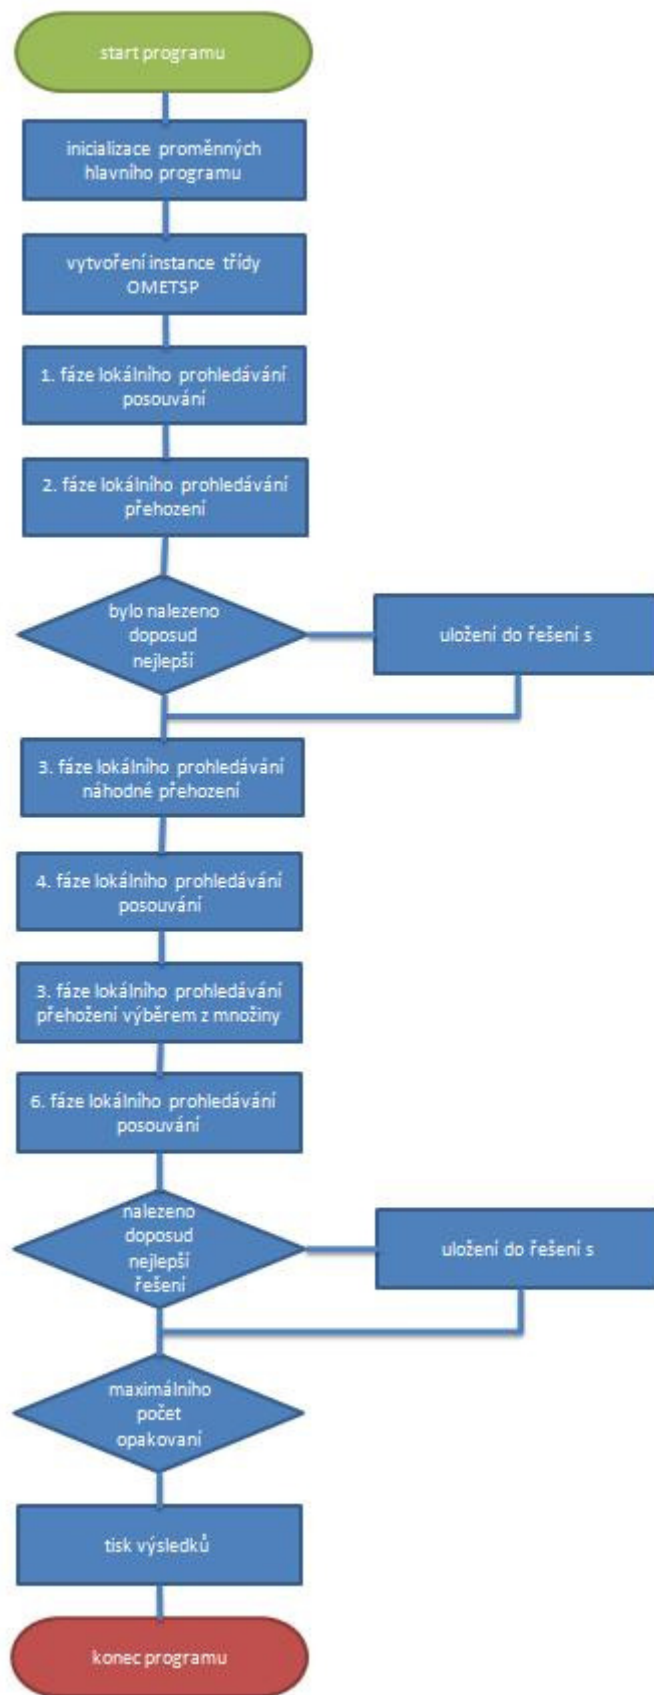 start programu
inicializace proměnných
hlavního programu
vytvoření instance třídy
OMETSP
1. fáze lokálního prohledávání
posouvání
2. fáze lokálního prohledávání
přehození
bylo nalezeno
doposud
nejlepší
uložení do řešení s
3. fáze lokálního prohledávání
náhodné přehození
4. fáze lokálního prohledávání
posouvání
3. fáze lokálního prohledávání
přehožení výběrem z množiny
6. fáze lokálního prohledávání
posouvání
nalezeno
doposud
nejlepší
řešení
uložení do řešení s
maximálního
počet
opakovaní
tisk výsledků
konec programu